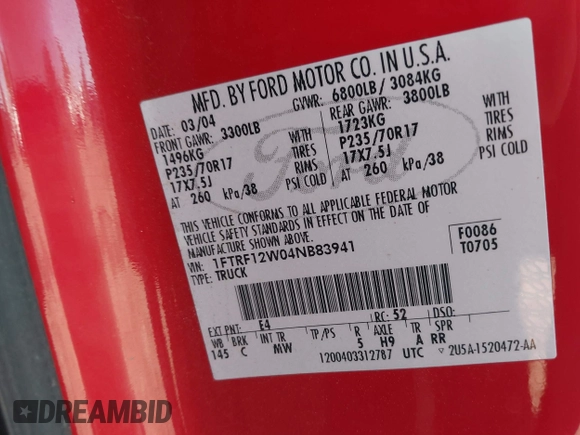 MFD. BY FORD MOTOR CO. IN U.S.A.
DATE: 03/04 GVWR: 6800LB/ 3084KG
FRONT GAWR: 3300LB REAR GAWR: 3800LB
1496KG WITH 1723KG WITH
P235/70R17 TIRES P235/70R17 TIRES
17X7.5J RIMS 17X7.5J RIMS
AT 260 kPa/38 PSI COLD AT 260 kPa/38 PSI COLD
Ford
THIS VEHICLE CONFORMS TO ALL APPLICABLE FEDERAL MOTOR
VEHICLE SAFETY STANDARDS IN EFFECT ON THE DATE OF
MANUFACTURE SHOWN ABOVE.
VIN: 1FTRF12W04NB83941 F0086
TYPE: TRUCK T0705
EXT PNT: E4 RC: 52 DSO:
WB BRK INT TR TP/PS R AXLE TR SPR
145 C MW 5 H9 A RR
1200403312787 UTC ▽ 2U5A-1520472-AA
DREAMBID